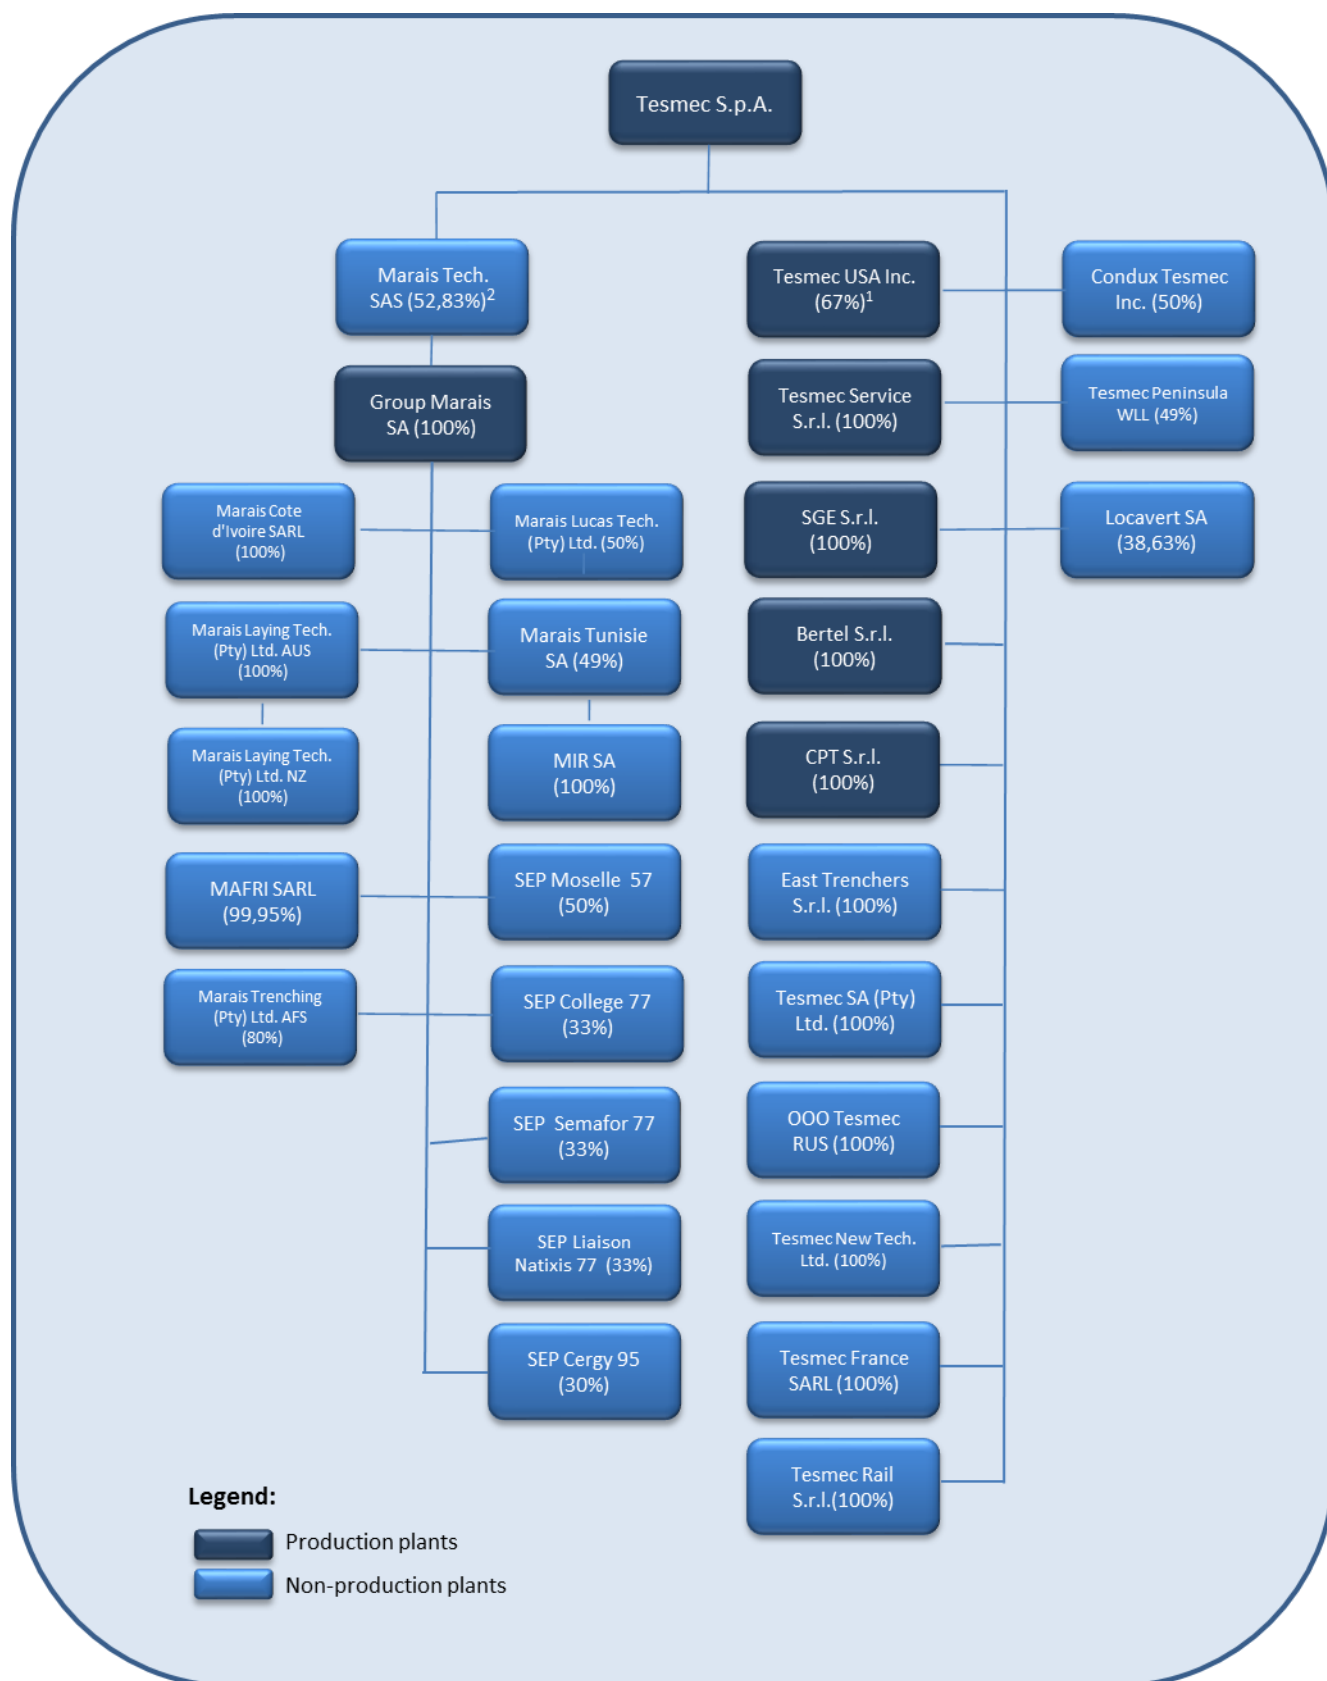 Tesmec S.p.A.
Marais Tech.
SAS (52,83%)2
Group Marais
SA (100%)
Marais Cote
d'Ivoire SARL
(100%)
Marais Lucas Tech.
(Pty) Ltd. (50%)
Marais Laying Tech.
(Pty) Ltd. AUS
(100%)
Marais Tunisie
SA (49%)
Marais Laying Tech.
(Pty) Ltd. NZ
(100%)
MIR SA
(100%)
MAFRI SARL
(99,95%)
SEP Moselle 57
(50%)
Marais Trenching
(Pty) Ltd. AFS
(80%)
SEP College 77
(33%)
SEP Semafor 77
(33%)
SEP Liaison
Natixis 77 (33%)
SEP Cergy 95
(30%)
Tesmec USA Inc.
(67%)1
Condux Tesmec
Inc. (50%)
Tesmec Service
S.r.l. (100%)
Tesmec Peninsula
WLL (49%)
SGE S.r.l.
(100%)
Locavert SA
(38,63%)
Bertel S.r.l.
(100%)
CPT S.r.l.
(100%)
East Trenchers
S.r.l. (100%)
Tesmec SA (Pty)
Ltd. (100%)
OOO Tesmec
RUS (100%)
Tesmec New Tech.
Ltd. (100%)
Tesmec France
SARL (100%)
Tesmec Rail
S.r.l.(100%)
Legend:
Production plants
Non-production plants